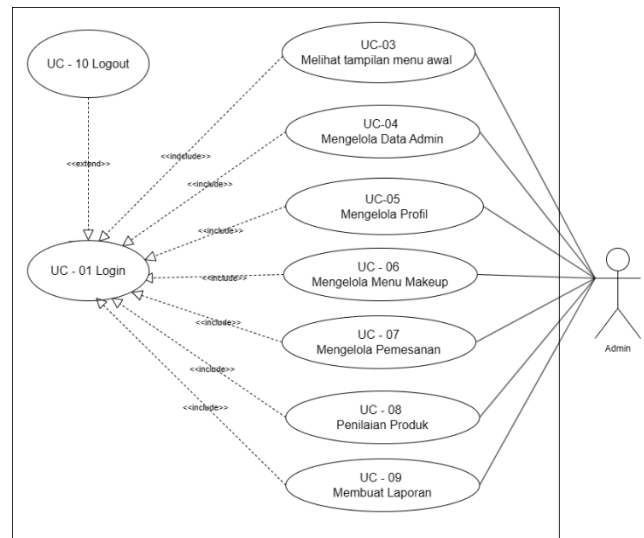 UC - 10 Logout
UC-03
Melihat tampilan menu awal
UC-04
Mengelola Data Admin
<<extend>>
<<include>>
<<include>>
UC-05
Mengelola Profil
<<include>>
UC - 01 Login
UC - 06
Mengelola Menu Makeup
<<include>>
UC - 07
Mengelola Pemesanan
<<include>>
Admin
UC - 08
Penilaian Produk
<<include>>
<<include>>
UC - 09
Membuat Laporan